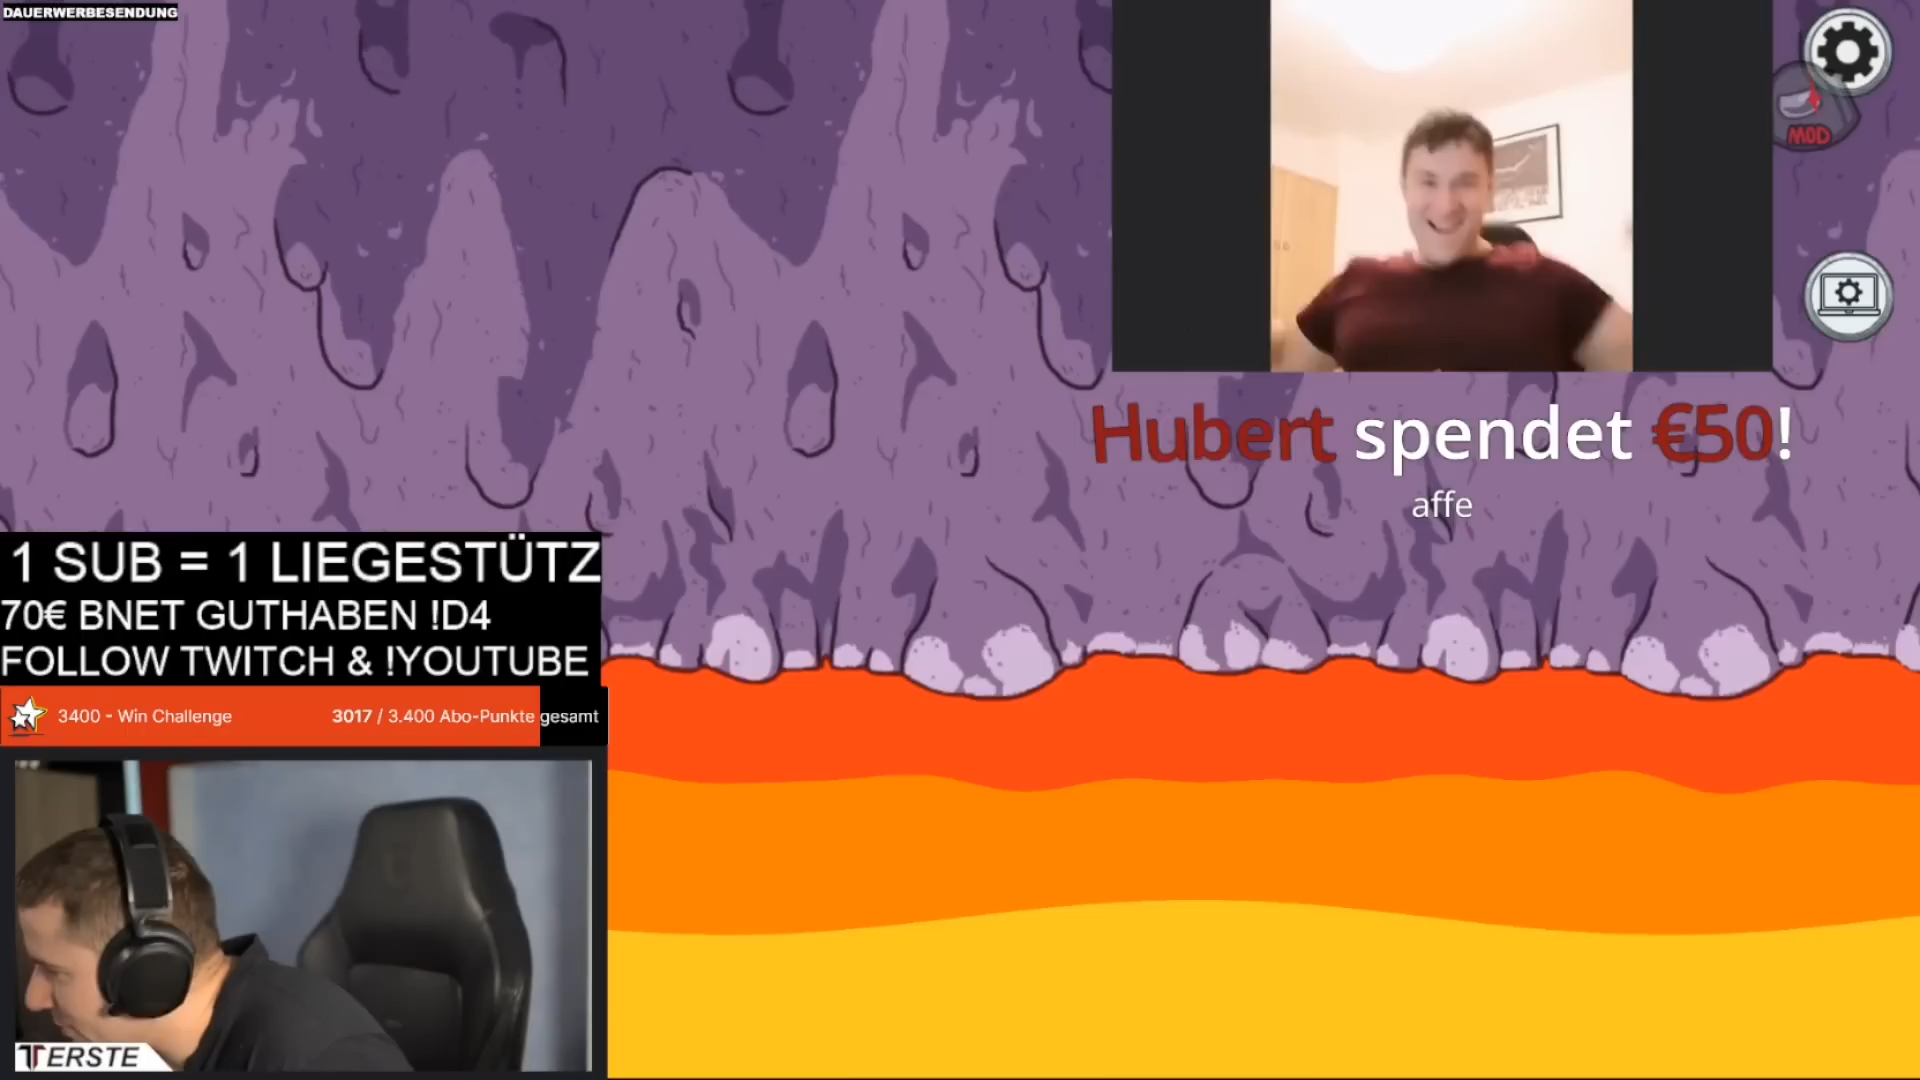 DAUERWERBESENDUNG
MOD
Hubert spendet €50!
affe
1 SUB = 1 LIEGESTÜTZ
70€ BNET GUTHABEN !D4
FOLLOW TWITCH & !YOUTUBE
3400 - Win Challenge 3017 / 3.400 Abo-Punkte gesamt
TERSTE